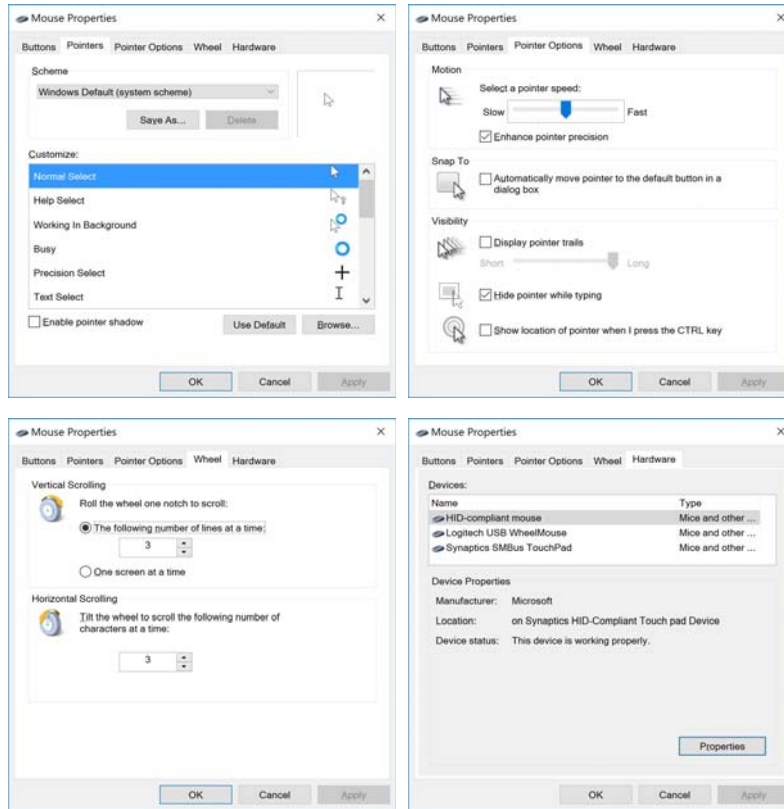 Mouse Properties
Buttons Pointers Pointer Options Wheel Hardware
Scheme
Windows Default (system scheme)
Save As... Delete
Customize:
Normal Select
Help Select
Working In Background
Busy
Precision Select
Text Select
Enable pointer shadow
Use Default Browse...
OK Cancel Apply
Mouse Properties
Buttons Pointers Pointer Options Wheel Hardware
Motion
Select a pointer speed:
Slow Fast
Enhance pointer precision
Snap To
Automatically move pointer to the default button in a
dialog box
Visibility
Display pointer trails
Short Long
Hide pointer while typing
Show location of pointer when I press the CTRL key
OK Cancel Apply
Mouse Properties
Buttons Pointers Pointer Options Wheel Hardware
Vertical Scrolling
Roll the wheel one notch to scroll:
The following number of lines at a time:
3
One screen at a time
Horizontal Scrolling
Tilt the wheel to scroll the following number of
characters at a time:
3
OK Cancel Apply
Mouse Properties
Buttons Pointers Pointer Options Wheel Hardware
Devices:
Name Type
HID-compliant mouse Mice and other ...
Logitech USB WheelMouse Mice and other ...
Synaptics SMBus TouchPad Mice and other ...
Device Properties
Manufacturer: Microsoft
Location: on Synaptics HID-Compliant Touch pad Device
Device status: This device is working properly.
Properties
OK Cancel Apply